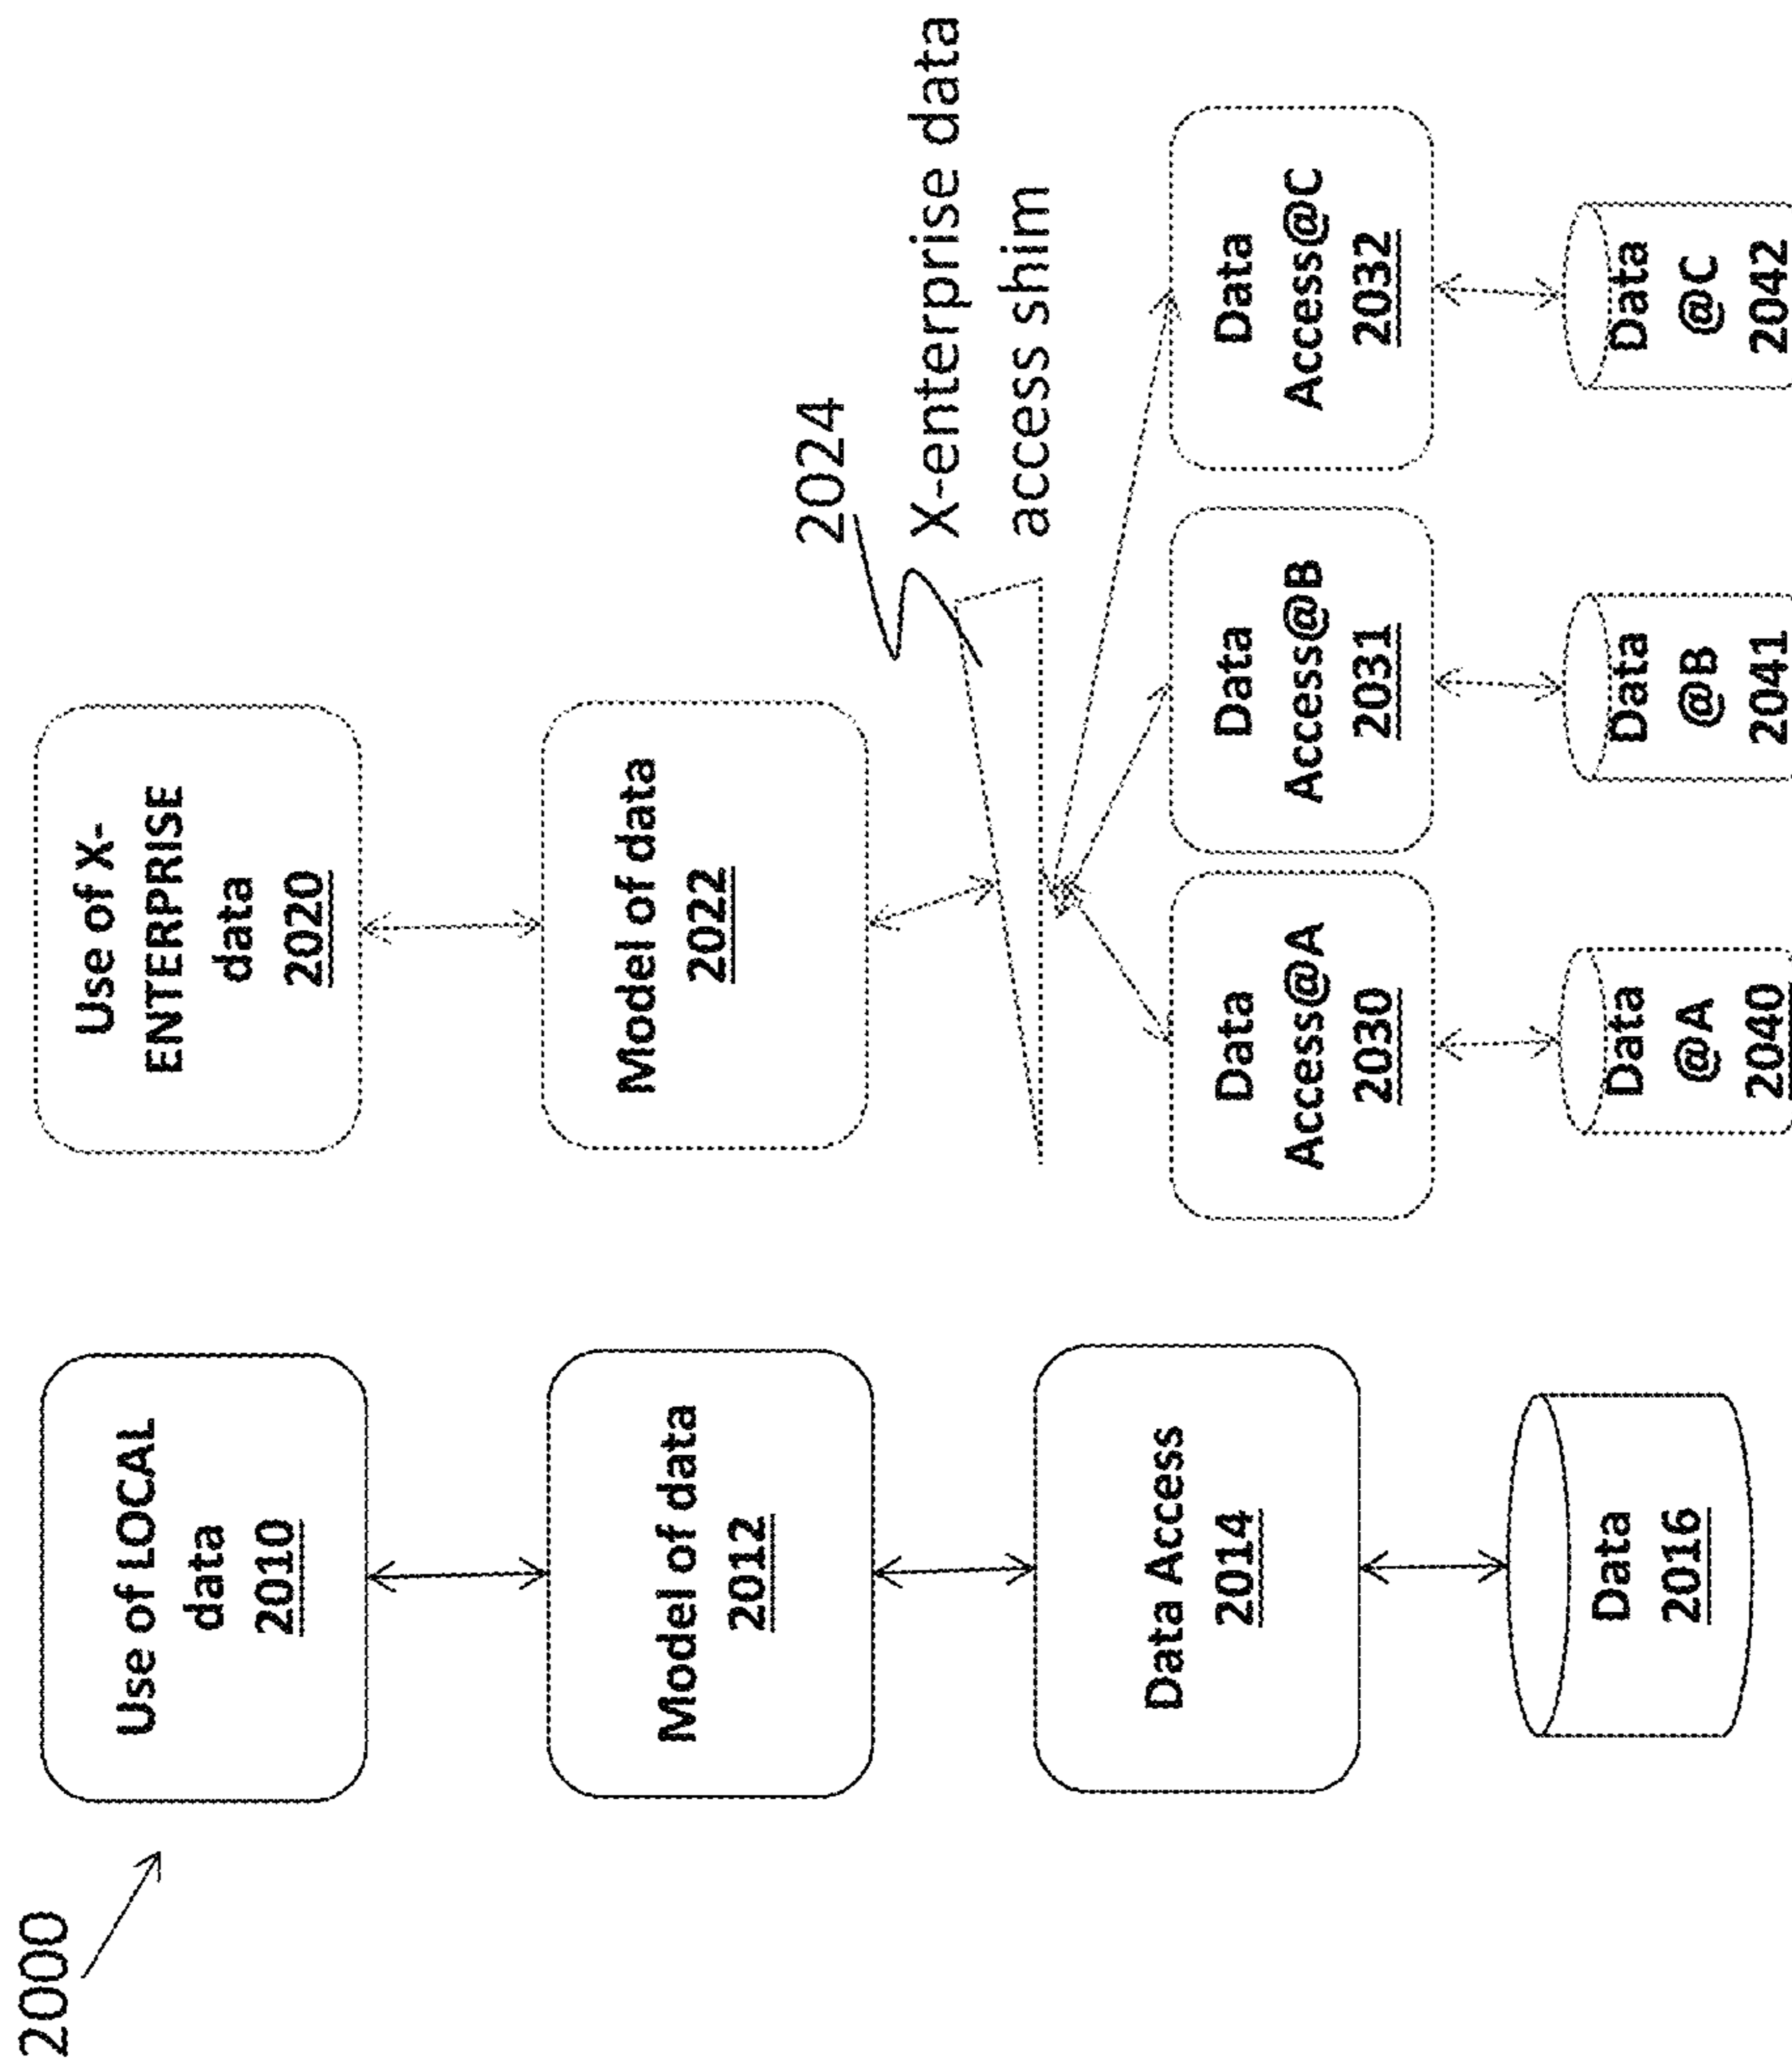 2000
Use of LOCAL
data
2010
Model of data
2012
Data Access
2014
Data
2016
Use of X-
ENTERPRISE
data
2020
Model of data
2022
2024
X-enterprise data
access shim
Data
Access@A
2030
Data
Access@B
2031
Data
Access@C
2032
Data
@A
2040
Data
@B
2041
Data
@C
2042